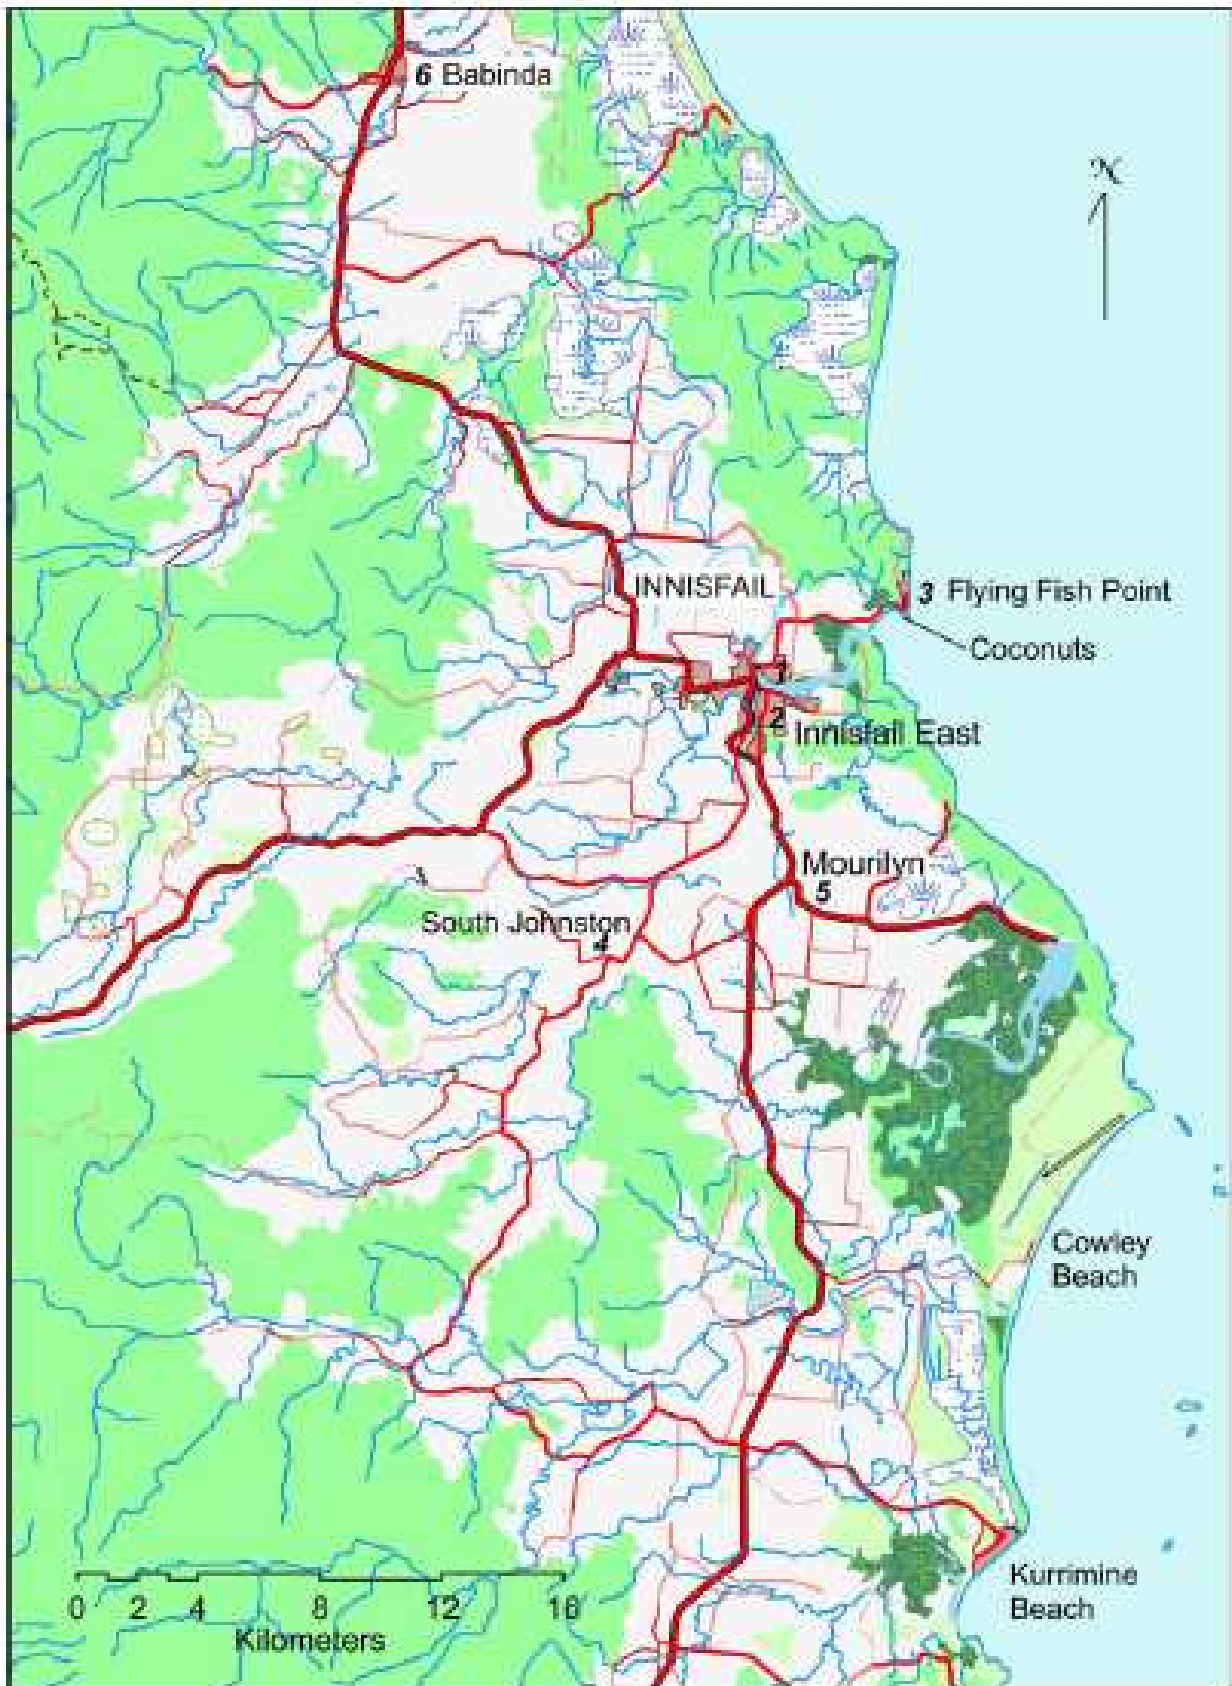 6 Babinda
N
INNISFAIL
3 Flying Fish Point
Coconuts
1
2
Innisfail East
Mourilyn
5
South Johnston
4
Cowley
Beach
Kurrimine
Beach
0 2 4 8 12 16
Kilometers